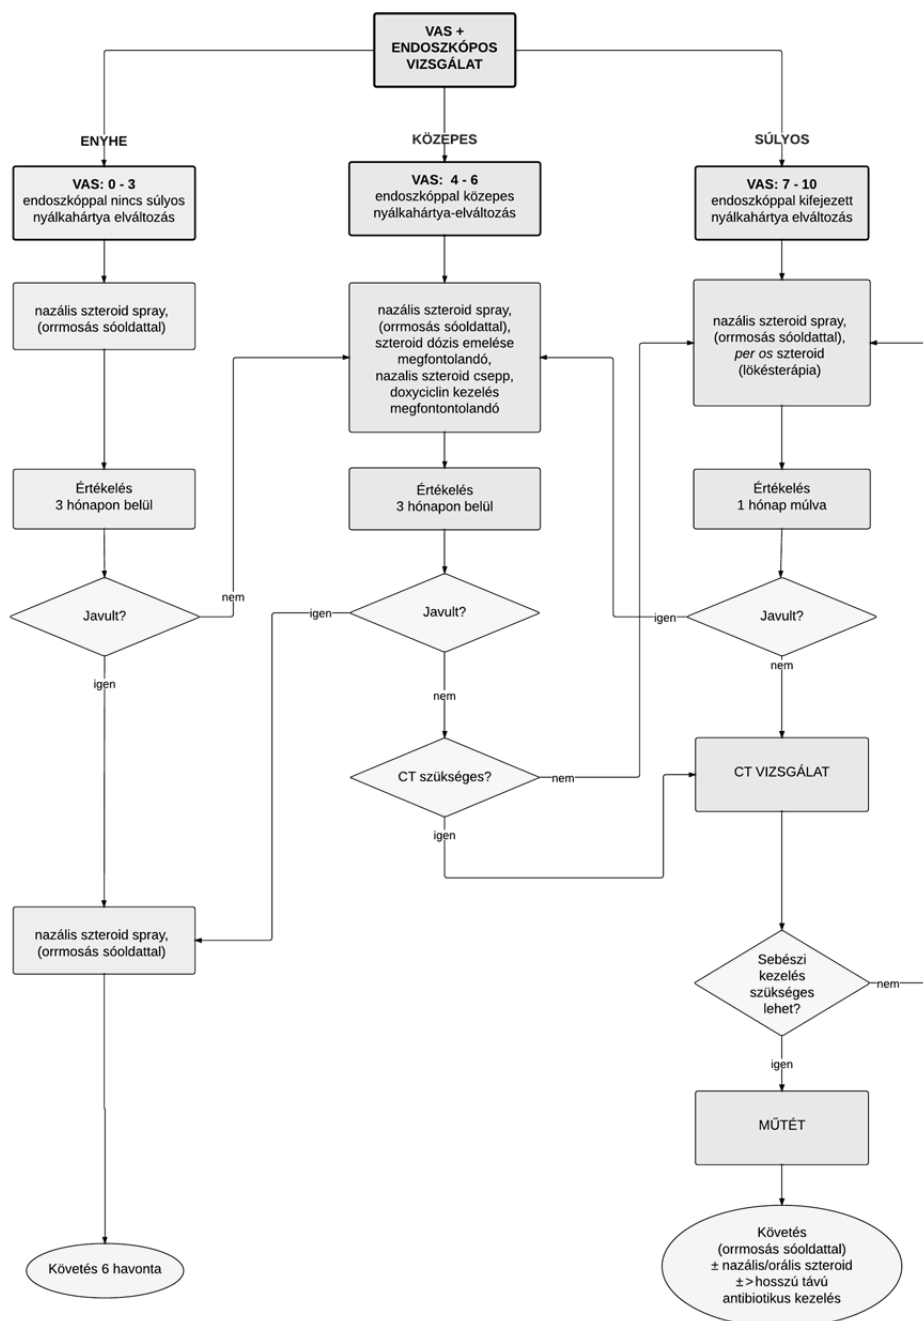 VAS +
ENDOSZKÓPOS
VIZSGÁLAT
ENYHE
KÖZEPES
SÚLYOS
VAS: 0 - 3
endoszkóppal nincs súlyos
nyálkahártya elváltozás
VAS: 4 - 6
endoszkóppal közepes
nyálkahártya-elváltozás
VAS: 7 - 10
endoszkóppal kifejezett
nyálkahártya elváltozás
nazális szteroid spray,
(orrmosás sóoldattal)
nazális szteroid spray,
(orrmosás sóoldattal),
szteroid dózis emelése
megfontolandó,
nazalis szteroid csepp,
doxyciclin kezelés
megfontontolandó
nazális szteroid spray,
(orrmosás sóoldattal),
per os szteroid
(lökésterápia)
Értékelés
3 hónapon belül
Értékelés
3 hónapon belül
Értékelés
1 hónap múlva
nem
Javult?
igen
Javult?
igen
Javult?
igen
nem
nem
CT szükséges?
nem
igen
CT VIZSGÁLAT
nazális szteroid spray,
(orrmosás sóoldattal)
Sebészi
kezelés
szükséges
lehet?
nem
igen
MŰTÉT
Követés 6 havonta
Követés
(orrmosás sóoldattal)
± nazális/orális szteroid
± > hosszú távú
antibiotikus kezelés